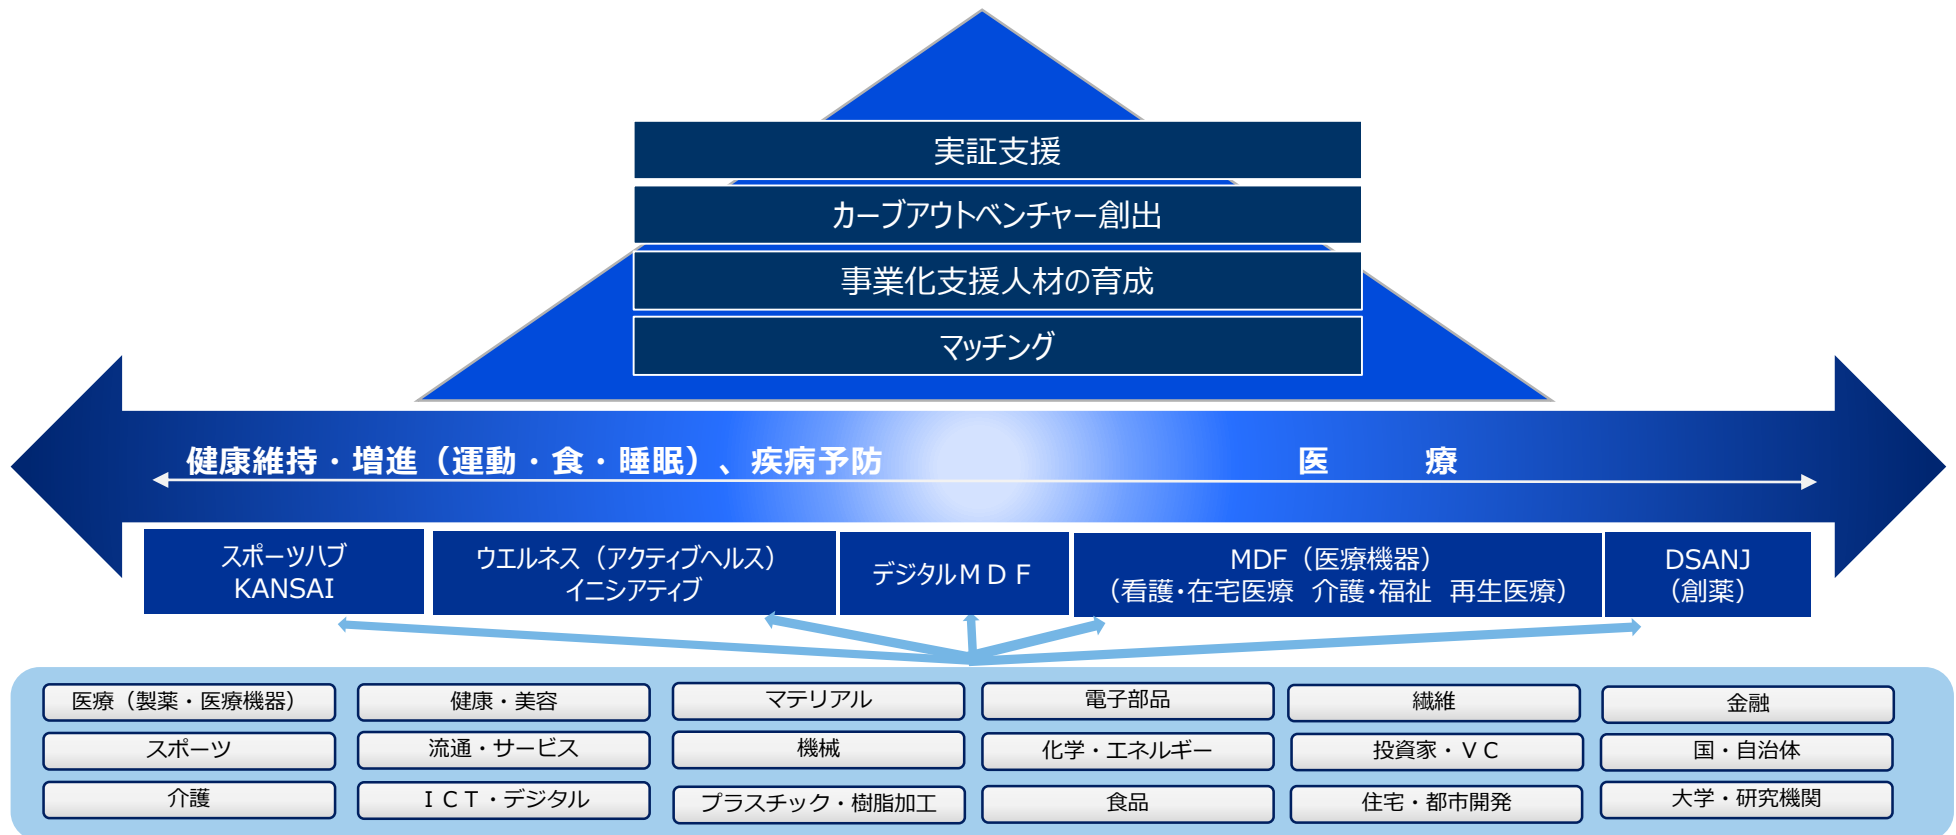 実証支援
カーブアウトベンチャー創出
事業化支援人材の育成
マッチング
健康維持・増進（運動・食・睡眠）、疾病予防
医　　療
スポーツハブ
KANSAI
ウエルネス（アクティブヘルス）
イニシアティブ
デジタルＭＤＦ
MDF（医療機器）
（看護・在宅医療　介護・福祉　再生医療）
DSANJ
（創薬）
医療（製薬・医療機器）
健康・美容
マテリアル
電子部品
繊維
金融
スポーツ
流通・サービス
機械
化学・エネルギー
投資家・ＶＣ
国・自治体
介護
ＩＣＴ・デジタル
プラスチック・樹脂加工
食品
住宅・都市開発
大学・研究機関